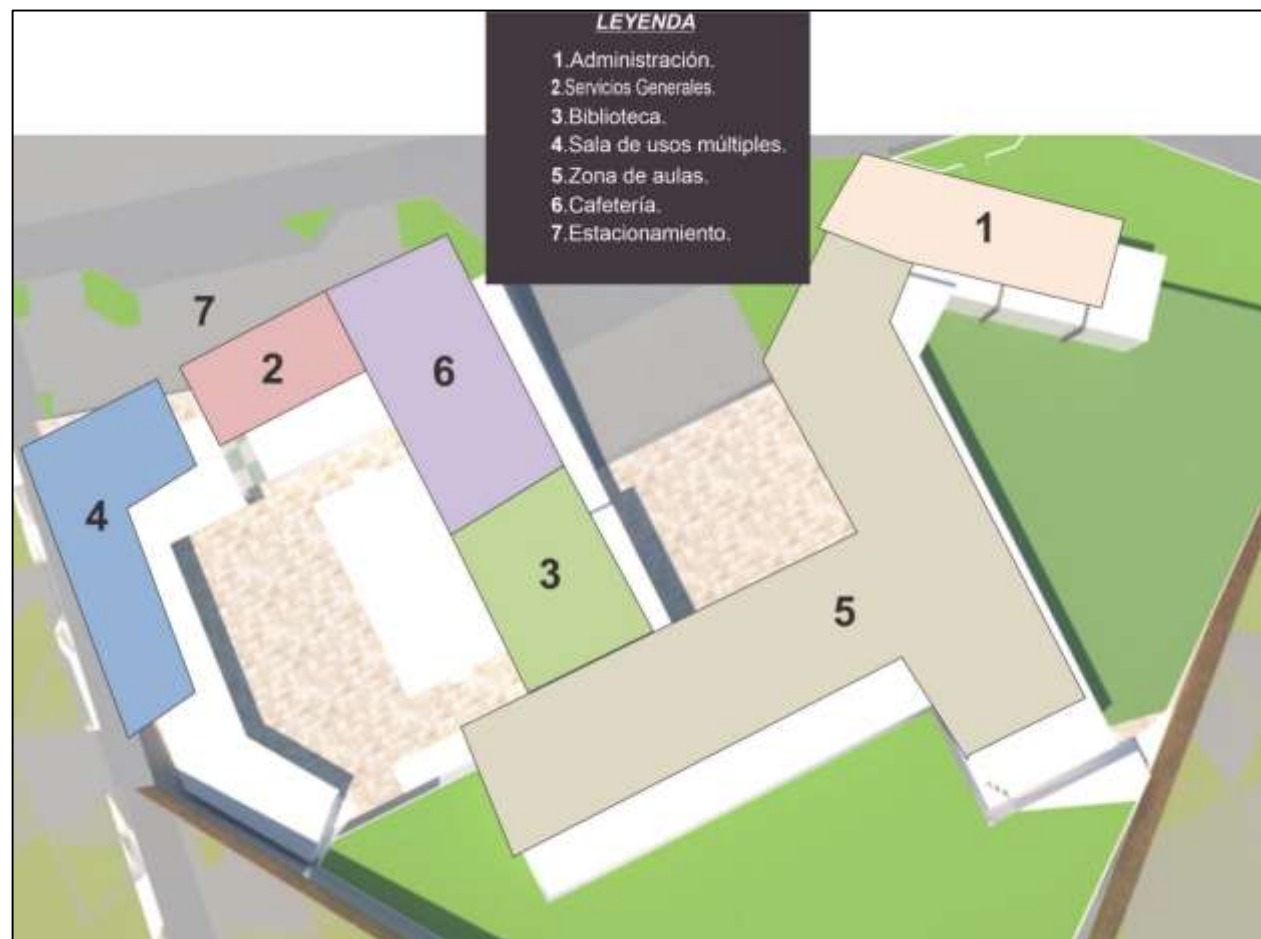 LEYENDA
1.Administración.
2.Servicios Generales.
3.Biblioteca.
4.Sala de usos múltiples.
5.Zona de aulas.
6.Cafetería.
7.Estacionamiento.
1
7
2
6
4
3
5